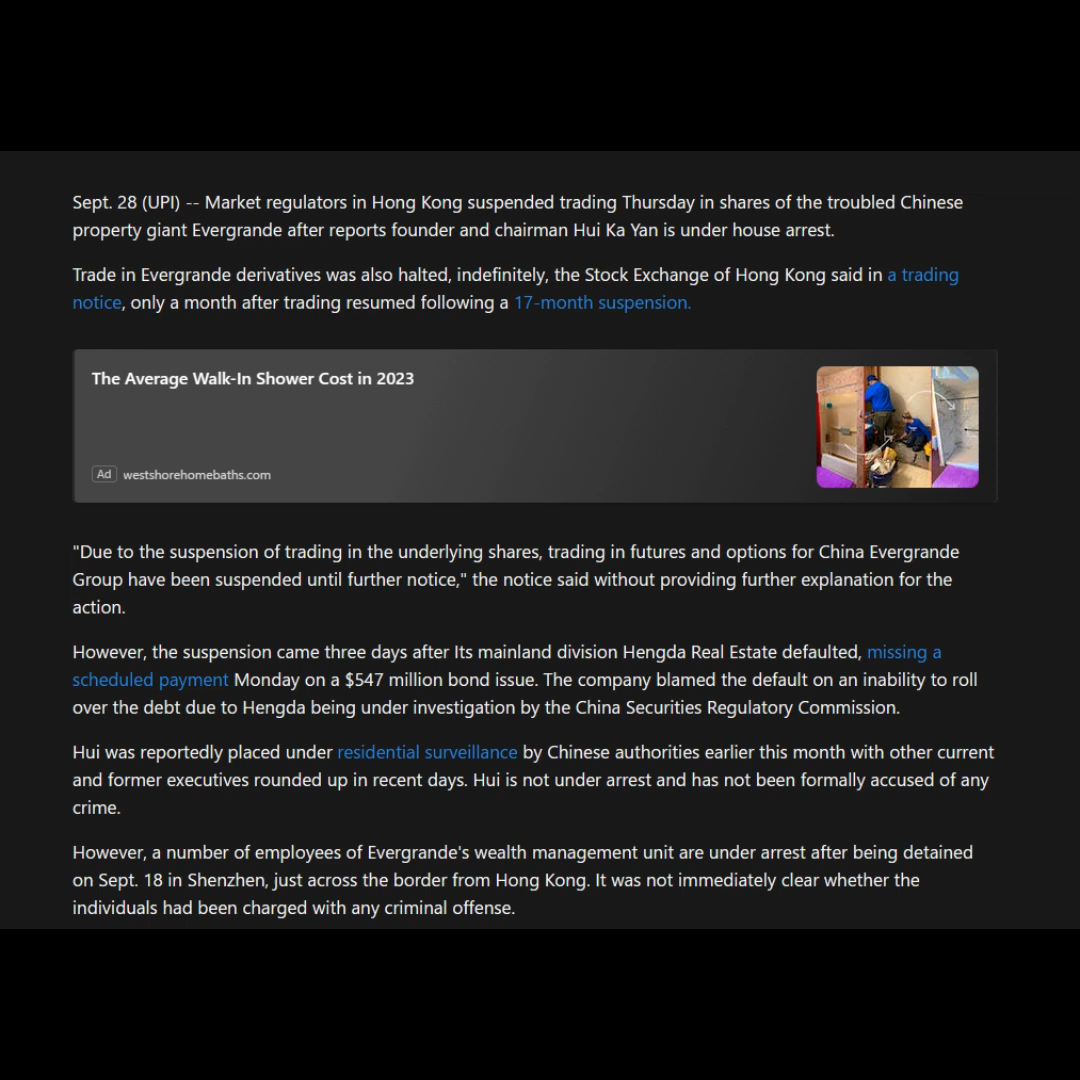 Sept. 28 (UPI) -- Market regulators in Hong Kong suspended trading Thursday in shares of the troubled Chinese
property giant Evergrande after reports founder and chairman Hui Ka Yan is under house arrest.
Trade in Evergrande derivatives was also halted, indefinitely, the Stock Exchange of Hong Kong said in a trading
notice, only a month after trading resumed following a 17-month suspension.
The Average Walk-In Shower Cost in 2023
Ad westshorehomebaths.com
"Due to the suspension of trading in the underlying shares, trading in futures and options for China Evergrande
Group have been suspended until further notice," the notice said without providing further explanation for the
action.
However, the suspension came three days after Its mainland division Hengda Real Estate defaulted, missing a
scheduled payment Monday on a $547 million bond issue. The company blamed the default on an inability to roll
over the debt due to Hengda being under investigation by the China Securities Regulatory Commission.
Hui was reportedly placed under residential surveillance by Chinese authorities earlier this month with other current
and former executives rounded up in recent days. Hui is not under arrest and has not been formally accused of any
crime.
However, a number of employees of Evergrande's wealth management unit are under arrest after being detained
on Sept. 18 in Shenzhen, just across the border from Hong Kong. It was not immediately clear whether the
individuals had been charged with any criminal offense.